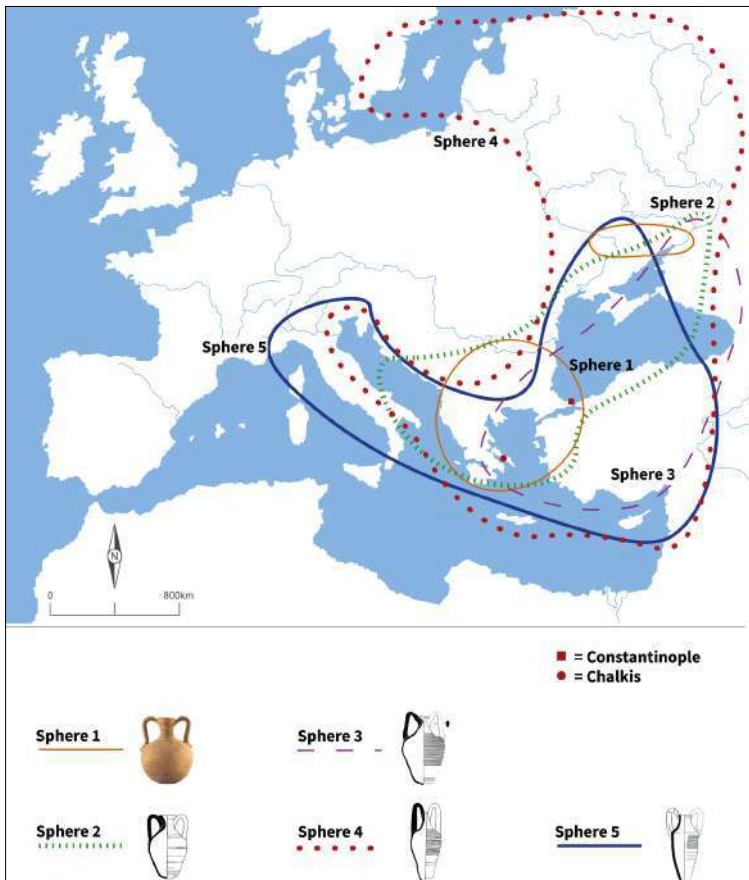 Sphere 4
Sphere 2
Sphere 5
Sphere 1
Sphere 3
N
0 800km
= Constantinople
= Chalkis
Sphere 1
Sphere 3
Sphere 2
Sphere 4
Sphere 5